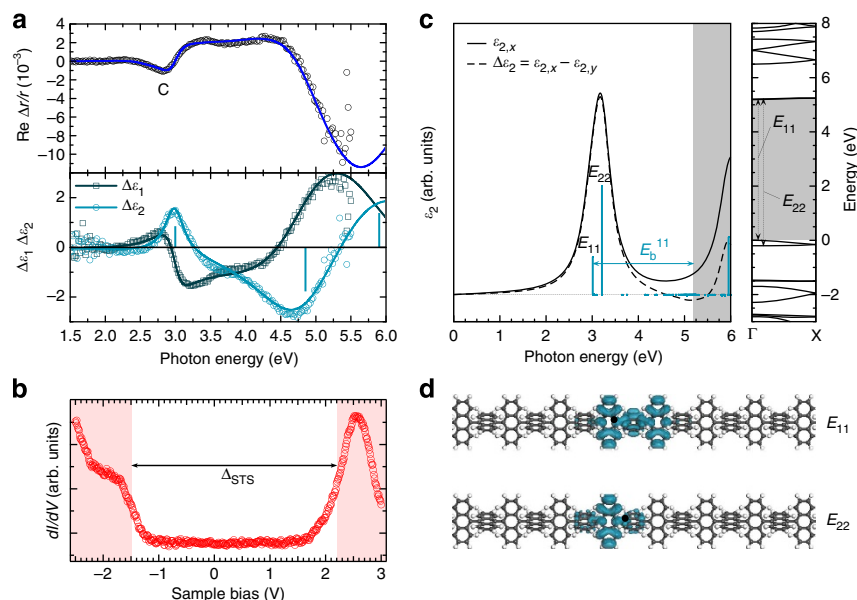 a
4
2
0
−2
−4
−6
−8
−10
Re Δr/r (10⁻³)
C
2
0
−2
Δε₁ Δε₂
Δε₁
Δε₂
1.5 2.0 2.5 3.0 3.5 4.0 4.5 5.0 5.5 6.0
Photon energy (eV)
b
dI/dV (arb. units)
Δ_STS
−2 −1 0 1 2 3
Sample bias (V)
c
ε₂,ₓ
Δε₂ = ε₂,ₓ − ε₂,ᵧ
ε₂ (arb. units)
E₂₂
E₁₁
E_b¹¹
0 1 2 3 4 5 6
Photon energy (eV)
E₁₁
E₂₂
8
6
4
2
0
−2
Energy (eV)
Γ X
d
E₁₁
E₂₂